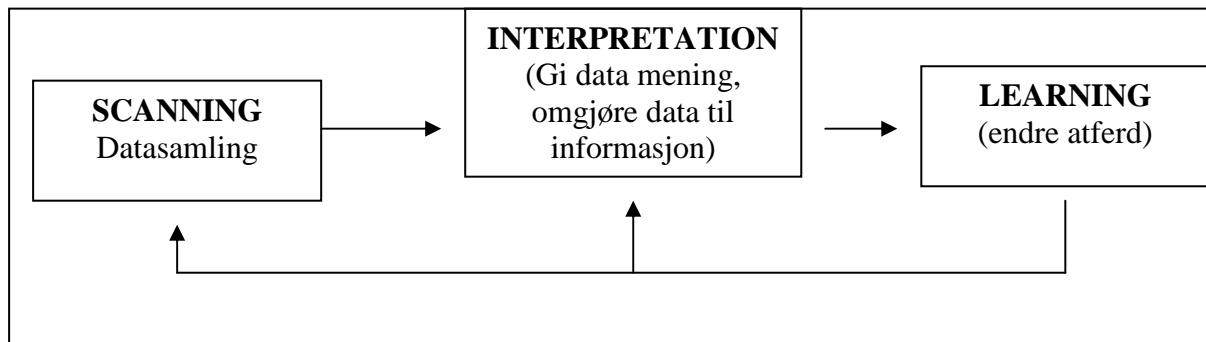 SCANNING
Datasamling
INTERPRETATION
(Gi data mening,
omgjøre data til
informasjon)
LEARNING
(endre atferd)